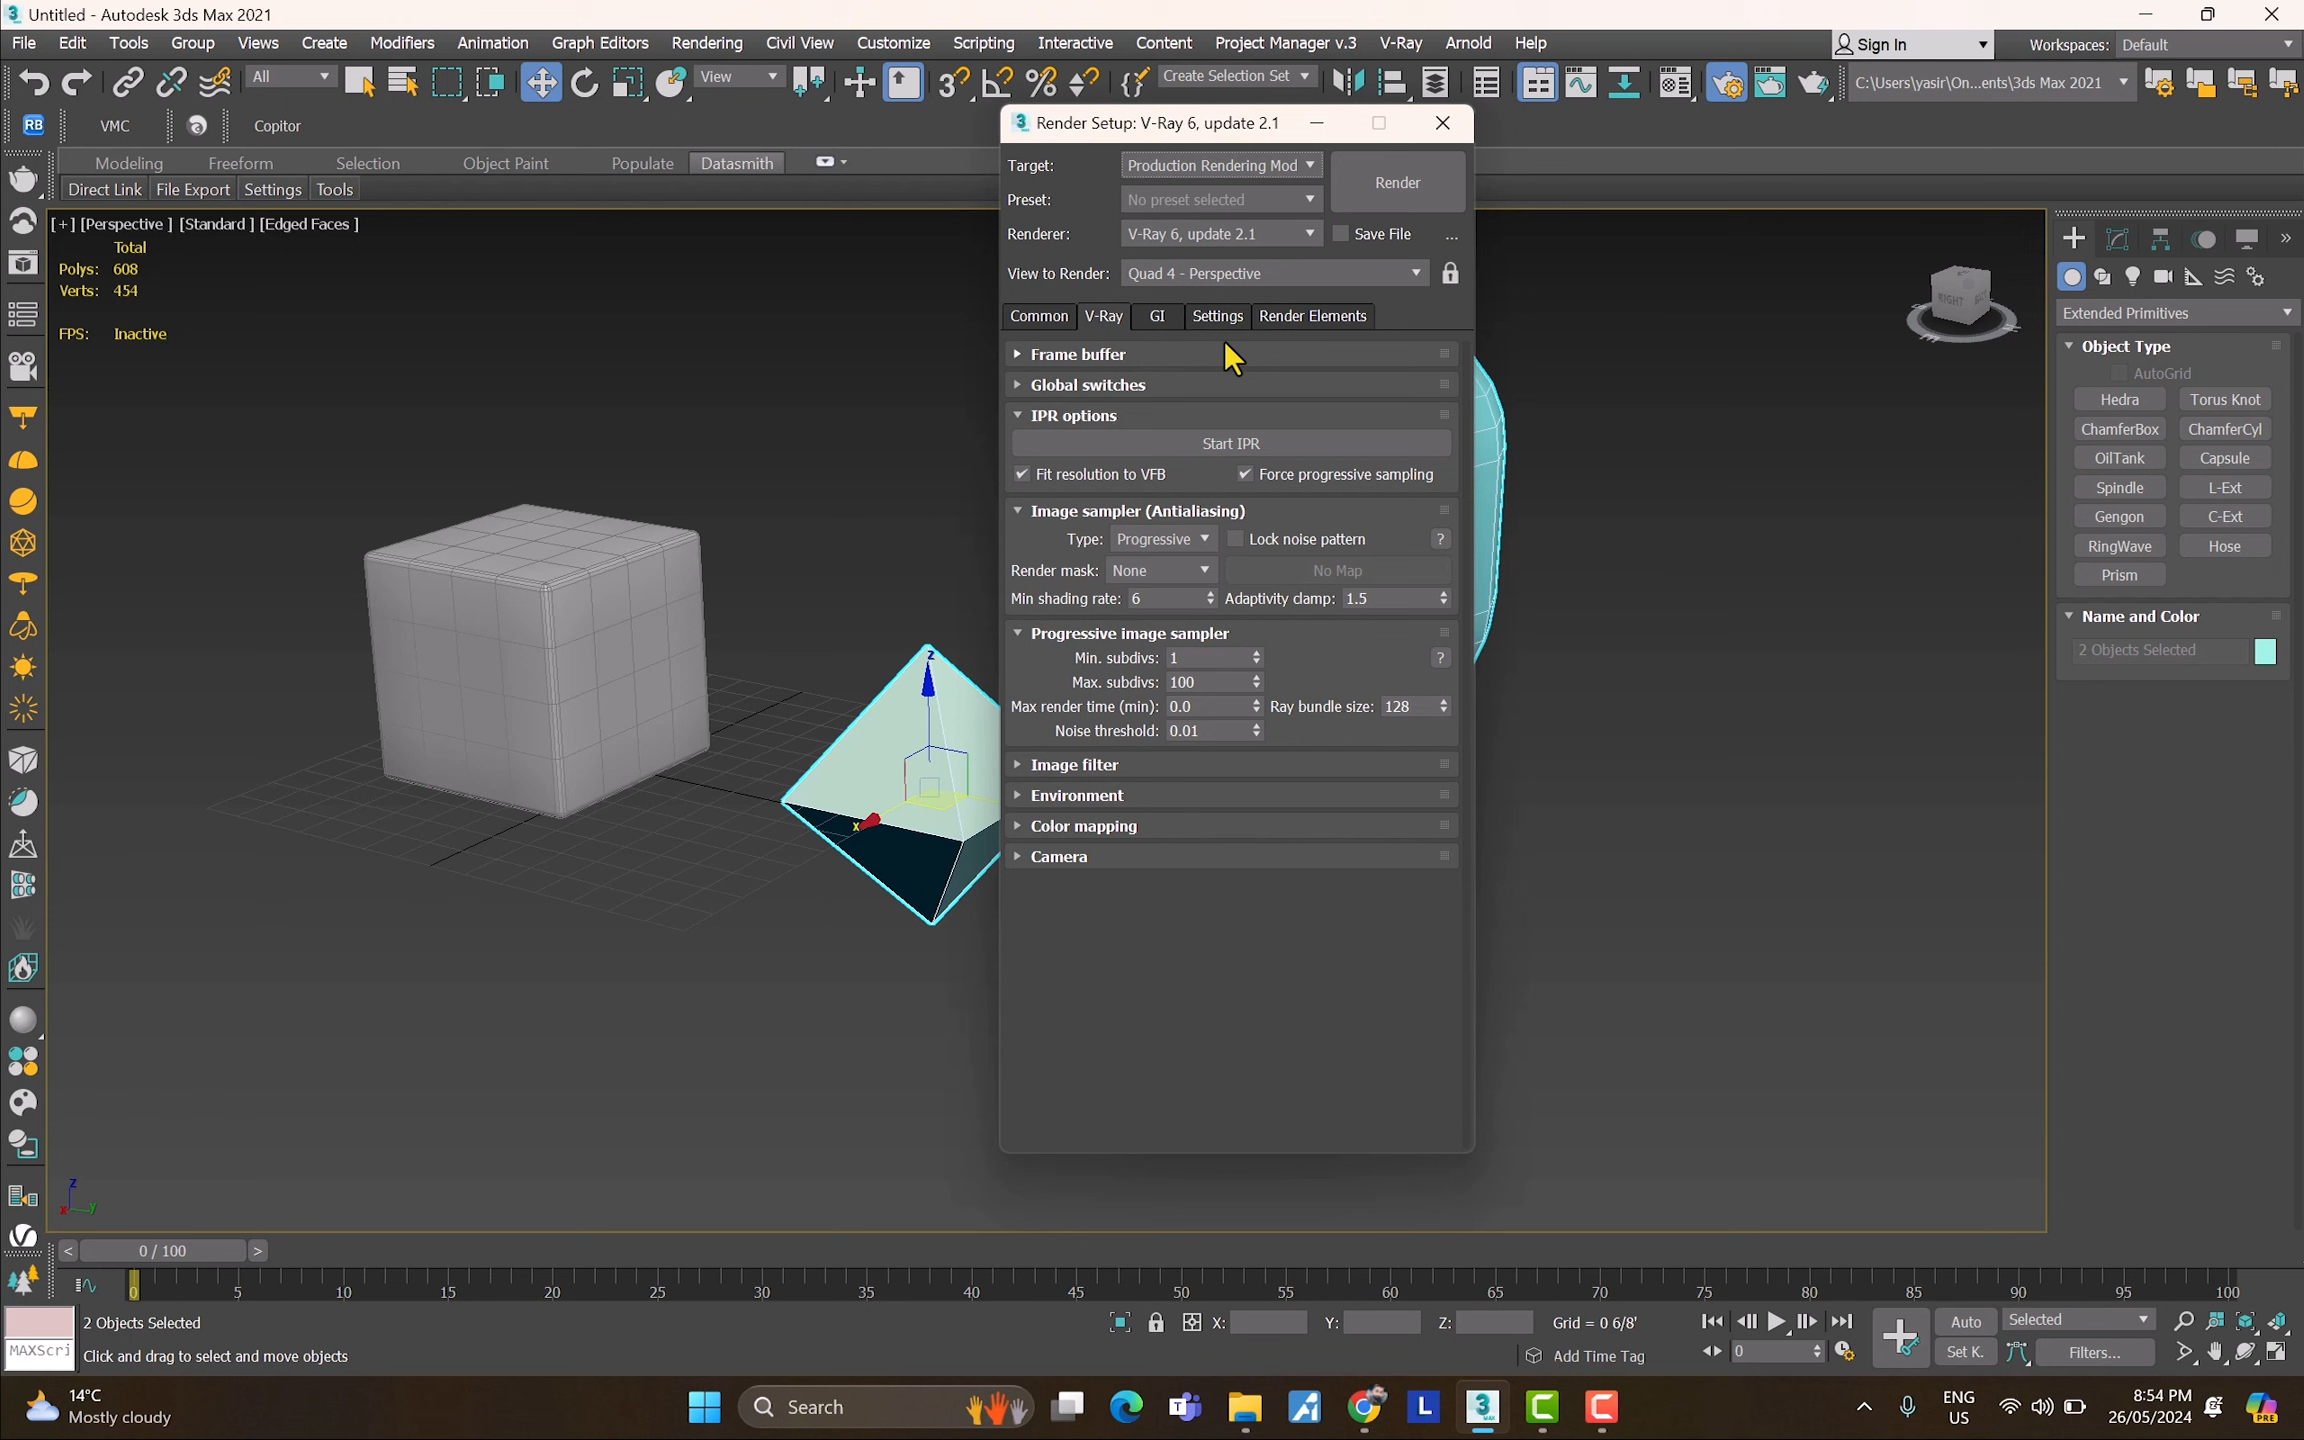 Untitled - Autodesk 3ds Max 2021
File Edit Tools Group Views Create Modifiers Animation Graph Editors Rendering Civil View Customize Scripting Interactive Content Project Manager v.3 V-Ray Arnold Help
Sign In
Workspaces: Default
All
View
Create Selection Set
C:\Users\yasir\On...ents\3ds Max 2021
RB
VMC
Copitor
Modeling Freeform Selection Object Paint Populate Datasmith
Direct Link File Export Settings Tools
[+] [Perspective ] [Standard ] [Edged Faces ]
Total
Polys: 608
Verts: 454
FPS: Inactive
Render Setup: V-Ray 6, update 2.1
Target: Production Rendering Mod
Render
Preset: No preset selected
Renderer: V-Ray 6, update 2.1
Save File ...
View to Render: Quad 4 - Perspective
Common V-Ray GI Settings Render Elements
Frame buffer
Global switches
IPR options
Start IPR
Fit resolution to VFB Force progressive sampling
Image sampler (Antialiasing)
Type: Progressive Lock noise pattern ?
Render mask: None No Map
Min shading rate: 6 Adaptivity clamp: 1.5
Progressive image sampler
Min. subdivs: 1 ?
Max. subdivs: 100
Max render time (min): 0.0 Ray bundle size: 128
Noise threshold: 0.01
Image filter
Environment
Color mapping
Camera
z
x
RIGHT
Extended Primitives
Object Type
AutoGrid
Hedra Torus Knot
ChamferBox ChamferCyl
OilTank Capsule
Spindle L-Ext
Gengon C-Ext
RingWave Hose
Prism
Name and Color
2 Objects Selected
z
x y
< 0 / 100 >
0 5 10 15 20 25 30 35 40 45 50 55 60 65 70 75 80 85 90 95 100
2 Objects Selected
X: Y: Z: Grid = 0 6/8'
Auto Selected
MAXScri
Click and drag to select and move objects
Add Time Tag
0
Set K. Filters...
14°C
Mostly cloudy
Search
L
3
MAX
ENG
US
8:54 PM
26/05/2024
PRE